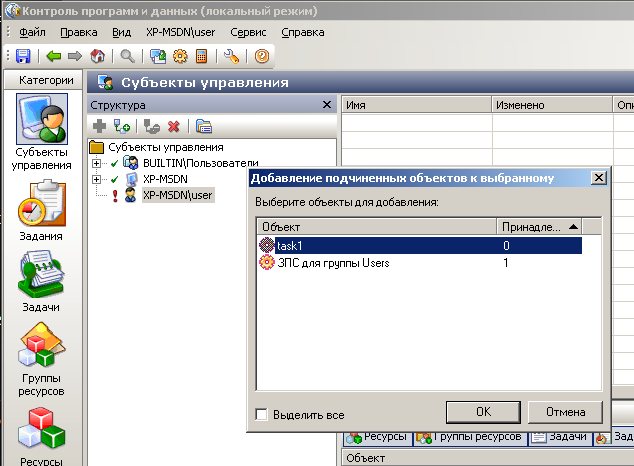 Контроль программ и данных (локальный режим)
Файл Правка Вид XP-MSDN\user Сервис Справка
Категории
Субъекты управления
Структура
Имя Изменено
Субъекты управления
BUILTIN\Пользователи
XP-MSDN
XP-MSDN\user
Субъекты
управления
Задания
Задачи
Группы
ресурсов
Ресурсы
Добавление подчиненных объектов к выбранному
Выберите объекты для добавления:
Объект Принадле...
task1 0
ЗПС для группы Users 1
Выделить все
OK Отмена
Ресурсы Группы ресурсов Задачи
Объект